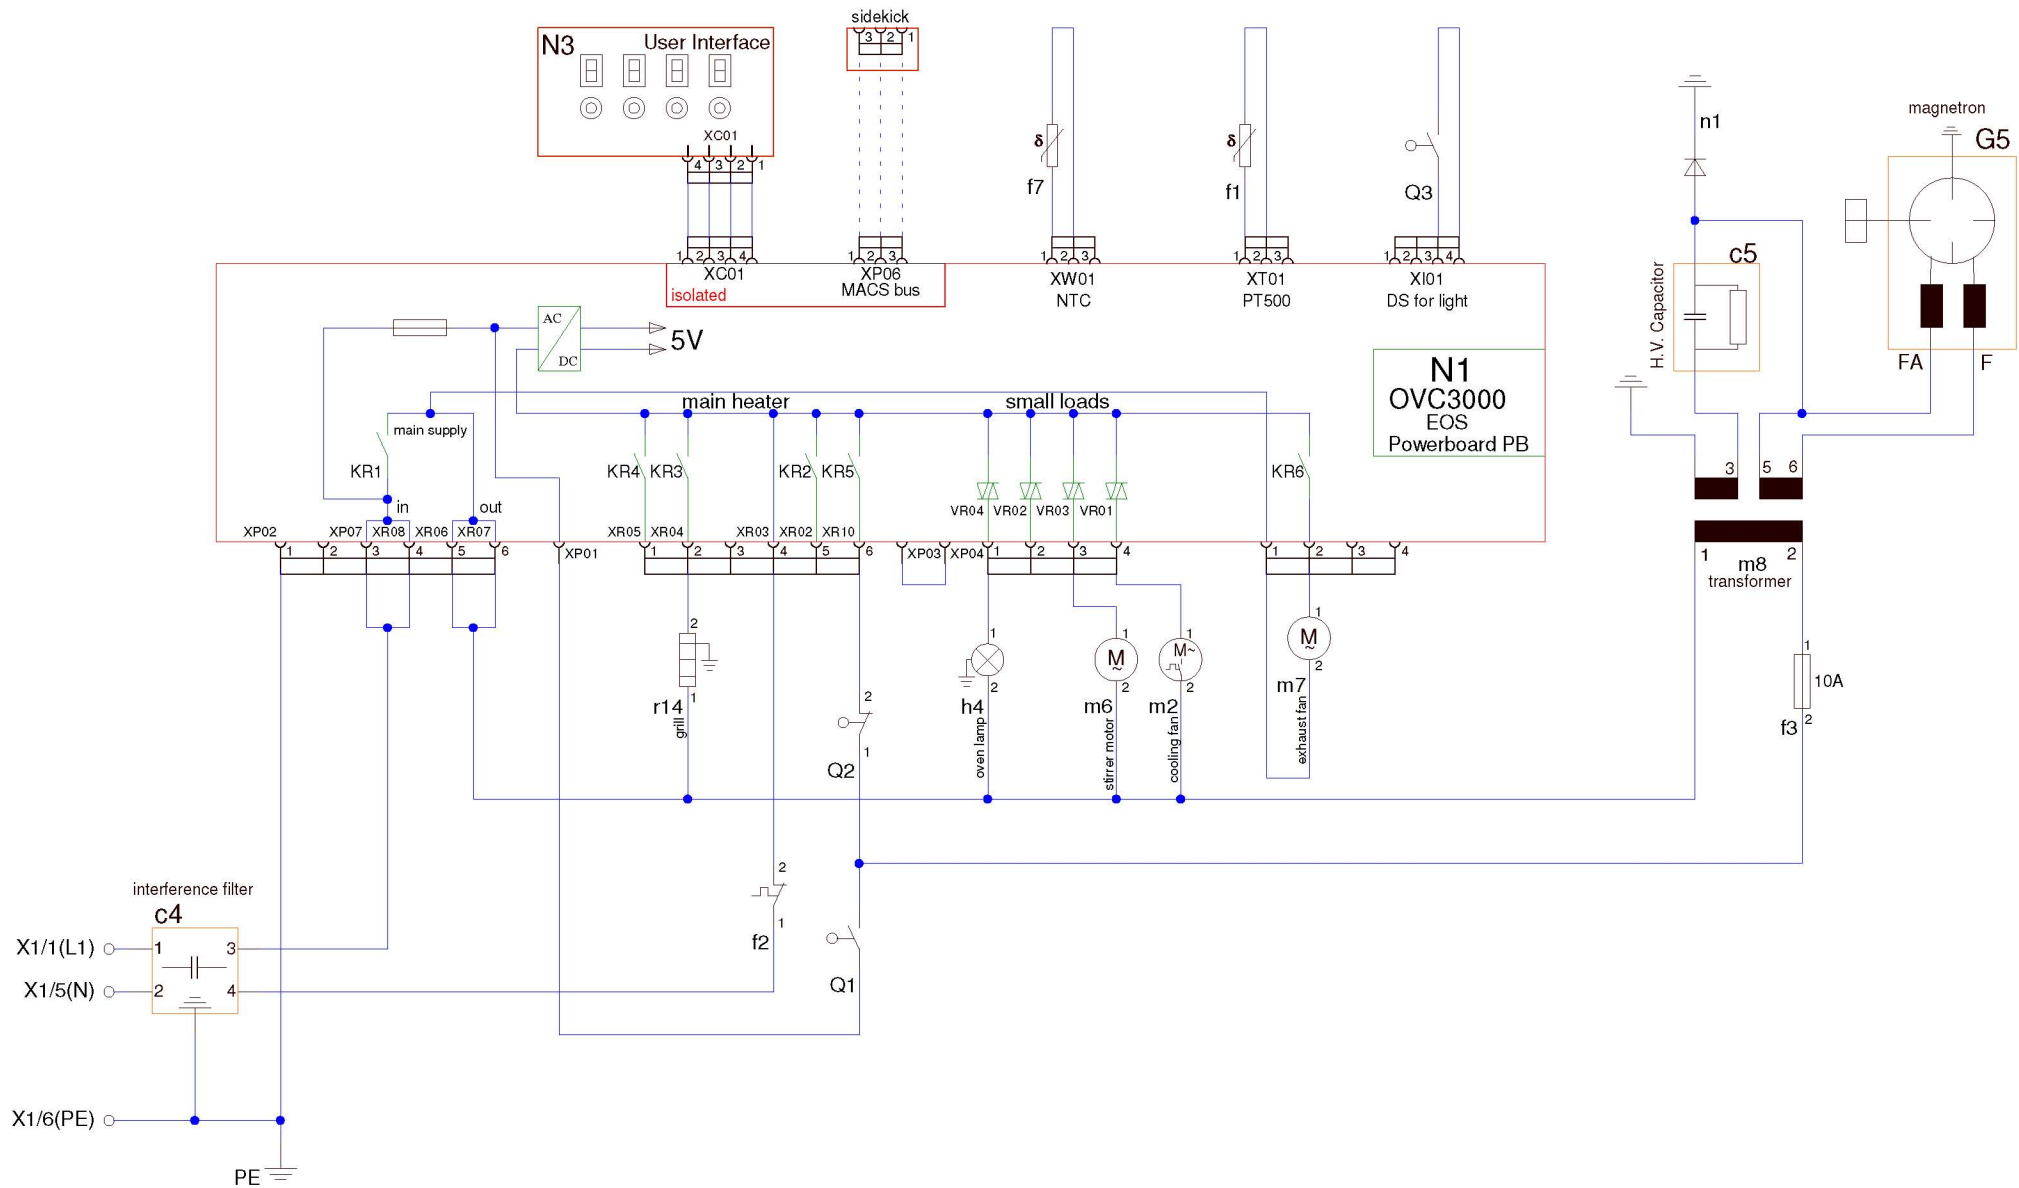 sidekick
N3 User Interface
3 2 1
XC01
4 3 2 1
magnetron
G5
n1
δ
f7
δ
f1
Q3
1 2 3 4
1 2 3
1 2 3
1 2 3
1 2 3 4
XC01
XP06
MACS bus
isolated
XW01
NTC
XT01
PT500
XI01
DS for light
c5
H.V. Capacitor
AC
DC
5V
FA
F
N1
OVC3000
EOS
Powerboard PB
main heater
small loads
main supply
KR1
KR4
KR3
KR2
KR5
KR6
3 5 6
in
out
VR04
VR02
VR03
VR01
XP02
XP07
XR08
XR06
XR07
XR05
XR04
XR03
XR02
XR10
1 2 3 4 5 6
XP01
1 2 3 4 5 6
XP03
XP04
1 2 3 4
1 2 3 4
1 2
m8
transformer
2
1
r14
grill
1
2
h4
oven lamp
1
M
~
2
m6
stirrer motor
1
M~
2
m2
cooling fan
1
M
~
2
m7
exhaust fan
1
10A
2
f3
2
1
Q2
2
1
f2
Q1
interference filter
c4
X1/1(L1)
1 3
X1/5(N)
2 4
X1/6(PE)
PE